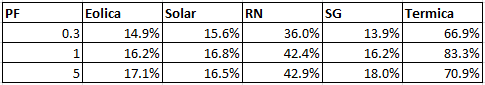 PF Eolica Solar RN SG Termica
0.3 14.9% 15.6% 36.0% 13.9% 66.9%
1 16.2% 16.8% 42.4% 16.2% 83.3%
5 17.1% 16.5% 42.9% 18.0% 70.9%